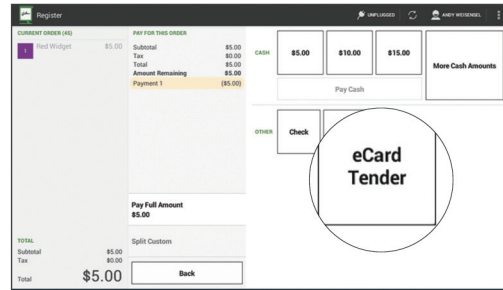 Register
UNPLUGGED
ANDY WEISENSEL
CURRENT ORDER (45)
1 Red Widget $5.00
TOTAL
Subtotal $5.00
Tax $0.00
Total $5.00
PAY FOR THIS ORDER
Subtotal $5.00
Tax $0.00
Total $5.00
Amount Remaining $5.00
Payment 1 ($5.00)
Pay Full Amount
$5.00
Split Custom
Back
CASH
$5.00
$10.00
$15.00
More Cash Amounts
Pay Cash
OTHER
Check
eCard
Tender